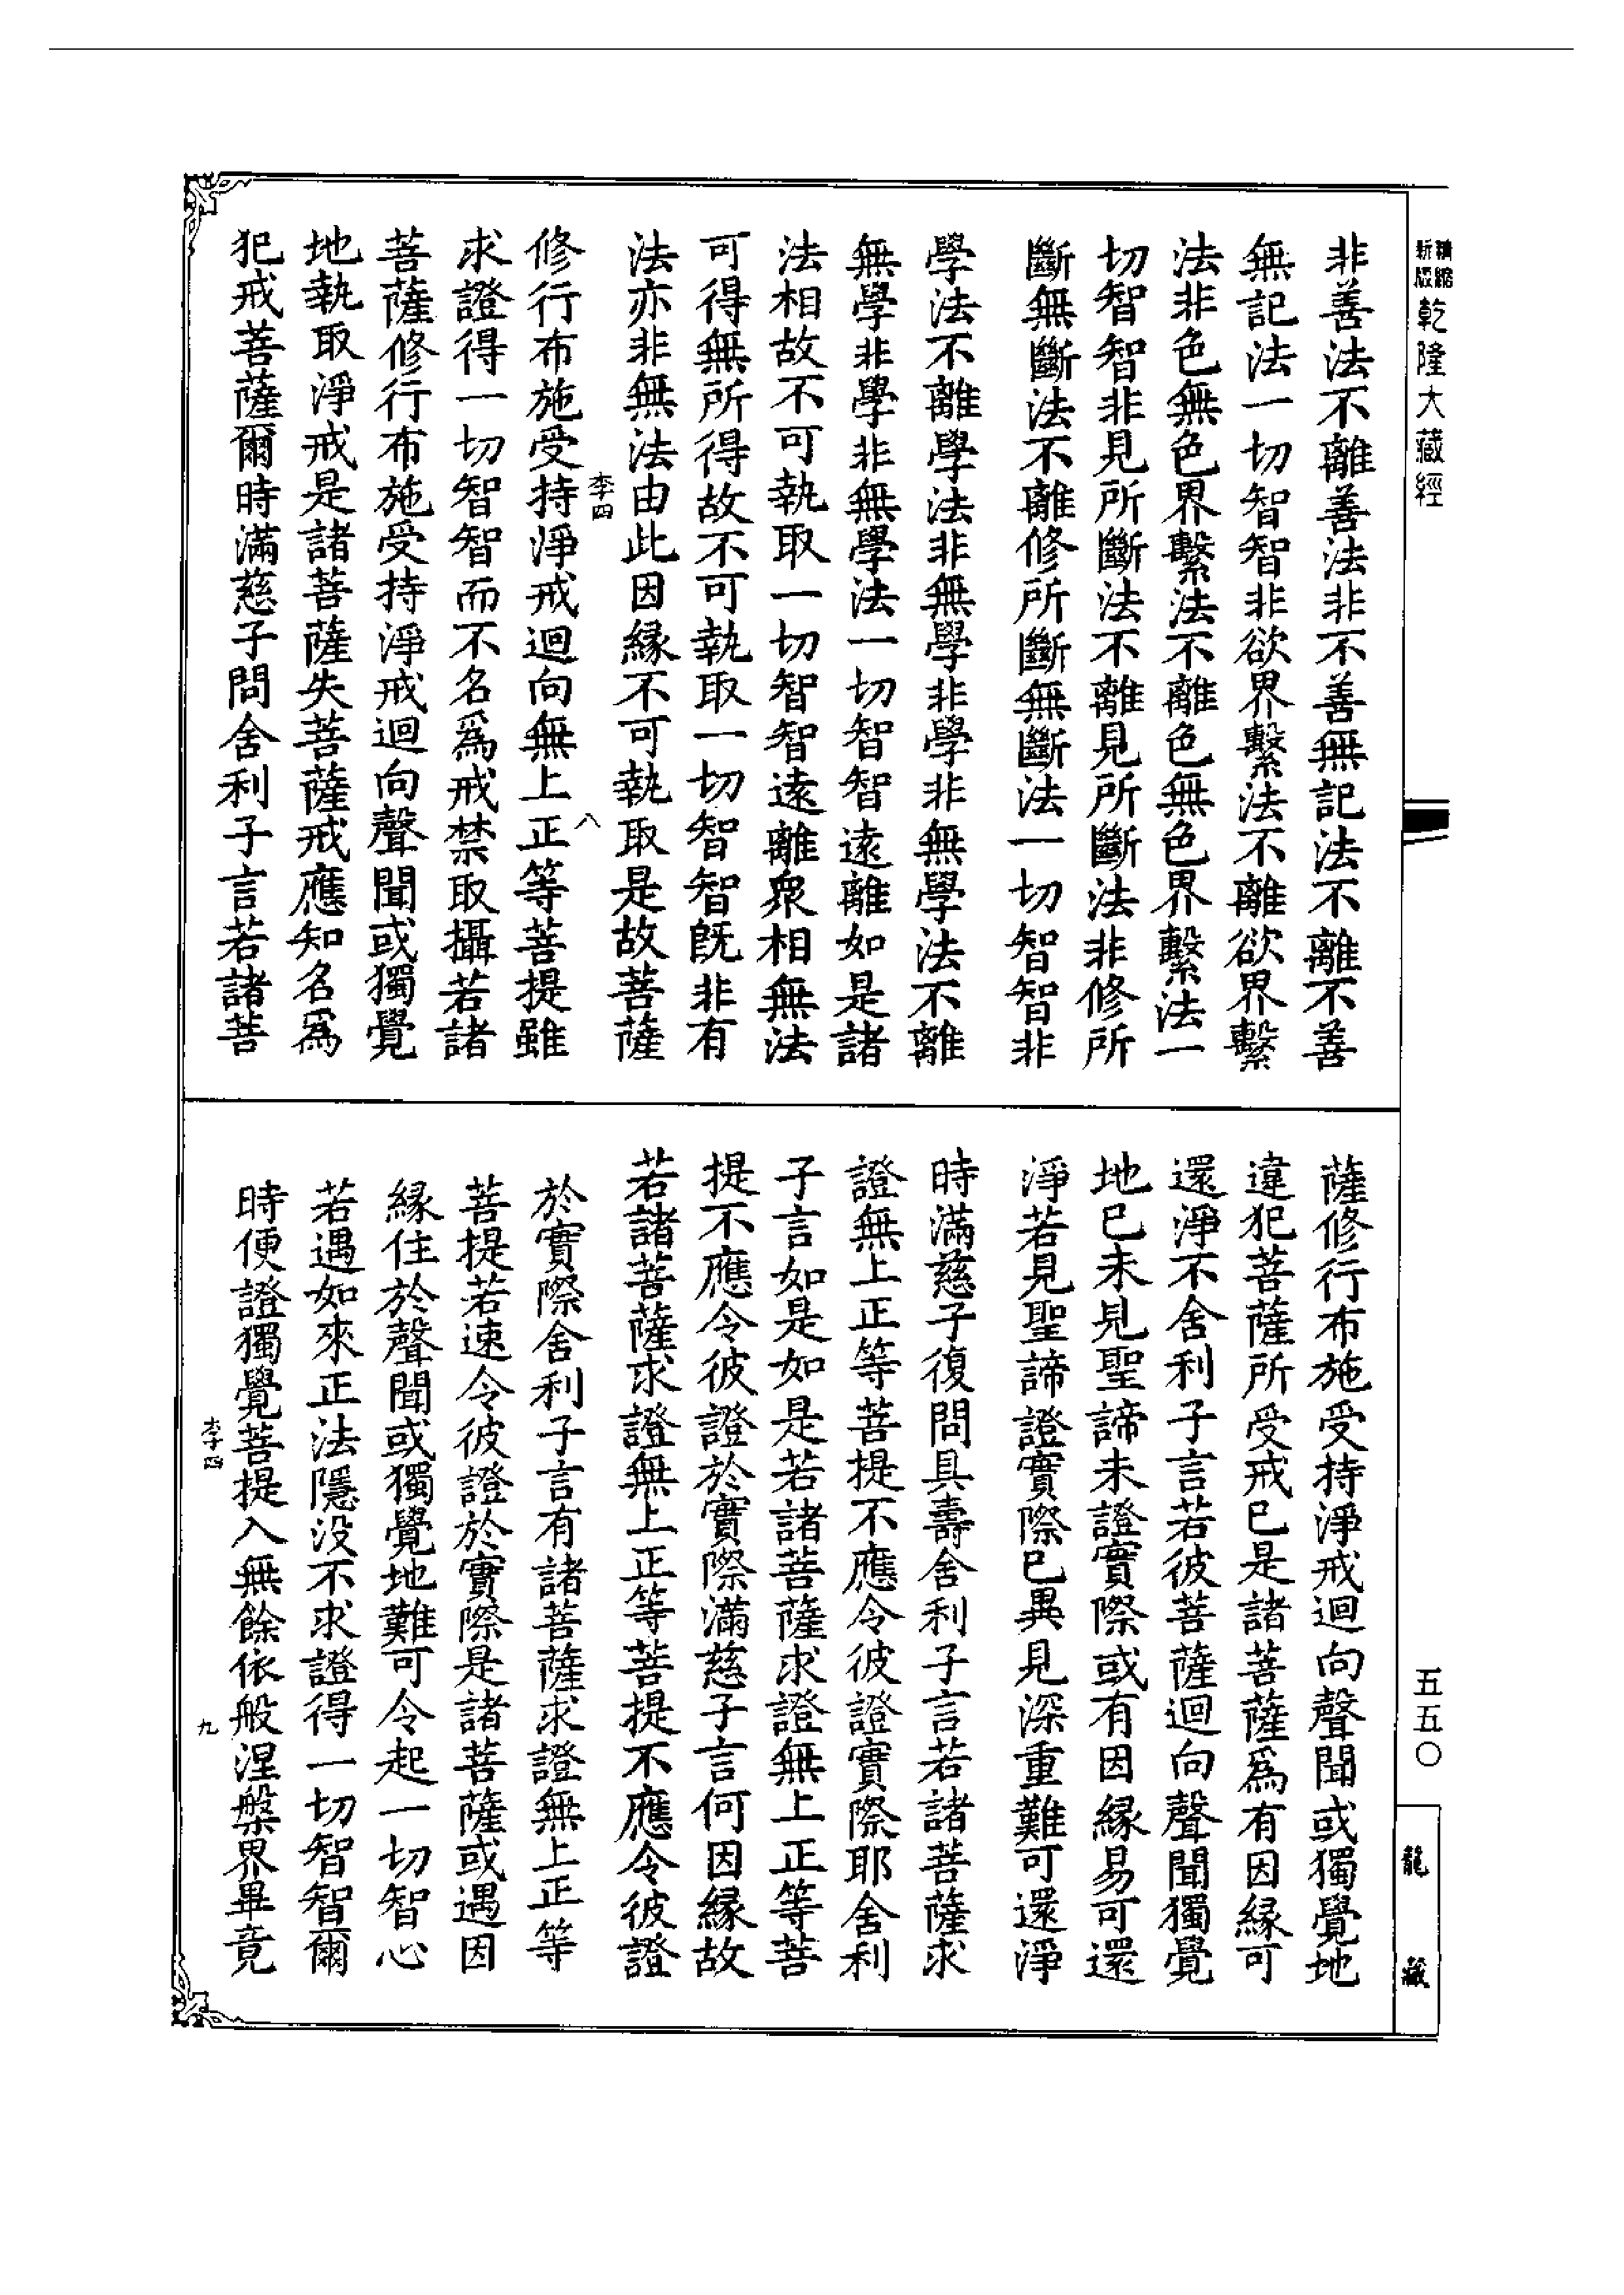 精縮
新版
乾隆大藏經
非善法不離善法非不善無記法不離不善
無記法一切智智非欲界繫法不離欲界繫
法非色無色界繫法不離色無色界繫法一
切智智非見所斷法不離見所斷法非修所
斷無斷法不離修所斷無斷法一切智智非
學法不離學法非無學非學非無學法不離
無學非學非無學法一切智智遠離如是諸
法相故不可執取一切智智遠離衆相無法
可得無所得故不可執取一切智智旣非有
法亦非無法由此因緣不可執取是故菩薩
李四
八
修行布施受持淨戒迴向無上正等菩提雖
求證得一切智智而不名爲戒禁取攝若諸
菩薩修行布施受持淨戒迴向聲聞或獨覺
地執取淨戒是諸菩薩失菩薩戒應知名爲
犯戒菩薩爾時滿慈子問舍利子言若諸菩
薩修行布施受持淨戒迴向聲聞或獨覺地
違犯菩薩所受戒已是諸菩薩爲有因緣可
還淨不舍利子言若彼菩薩迴向聲聞獨覺
地已未見聖諦未證實際或有因緣易可還
淨若見聖諦證實際已異見深重難可還淨
時滿慈子復問具壽舍利子言若諸菩薩求
證無上正等菩提不應令彼證實際耶舍利
子言如是如是若諸菩薩求證無上正等菩
提不應令彼證於實際滿慈子言何因緣故
若諸菩薩求證無上正等菩提不應令彼證
於實際舍利子言有諸菩薩求證無上正等
菩提若速令彼證於實際是諸菩薩或遇因
緣住於聲聞或獨覺地難可令起一切智心
若遇如來正法隱没不求證得一切智智爾
時便證獨覺菩提入無餘依般涅槃界畢竟
李四
九
五五〇
龍藏